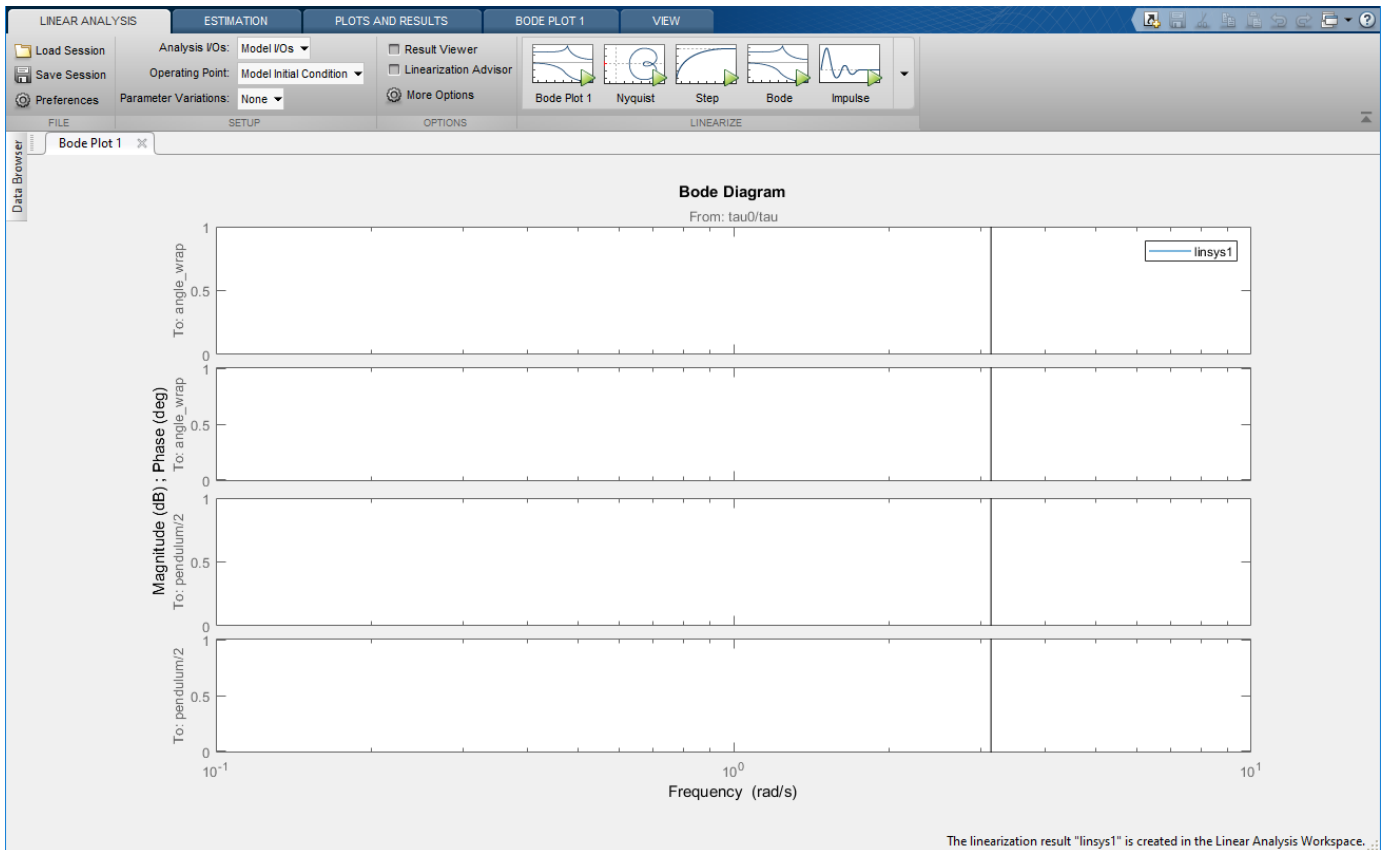 LINEAR ANALYSIS ESTIMATION PLOTS AND RESULTS BODE PLOT 1 VIEW
Load Session Analysis I/Os: Model I/Os Result Viewer
Save Session Operating Point: Model Initial Condition Linearization Advisor
Preferences Parameter Variations: None More Options Bode Plot 1 Nyquist Step Bode Impulse
FILE SETUP OPTIONS LINEARIZE
Data Browser
Bode Plot 1
Bode Diagram
From: tau0/tau
Magnitude (dB) ; Phase (deg)
To: angle_wrap
1
0.5
0
linsys1
To: angle_wrap
1
0.5
0
To: pendulum/2
1
0.5
0
To: pendulum/2
1
0.5
0
10^-1 10^0 10^1
Frequency (rad/s)
The linearization result "linsys1" is created in the Linear Analysis Workspace.